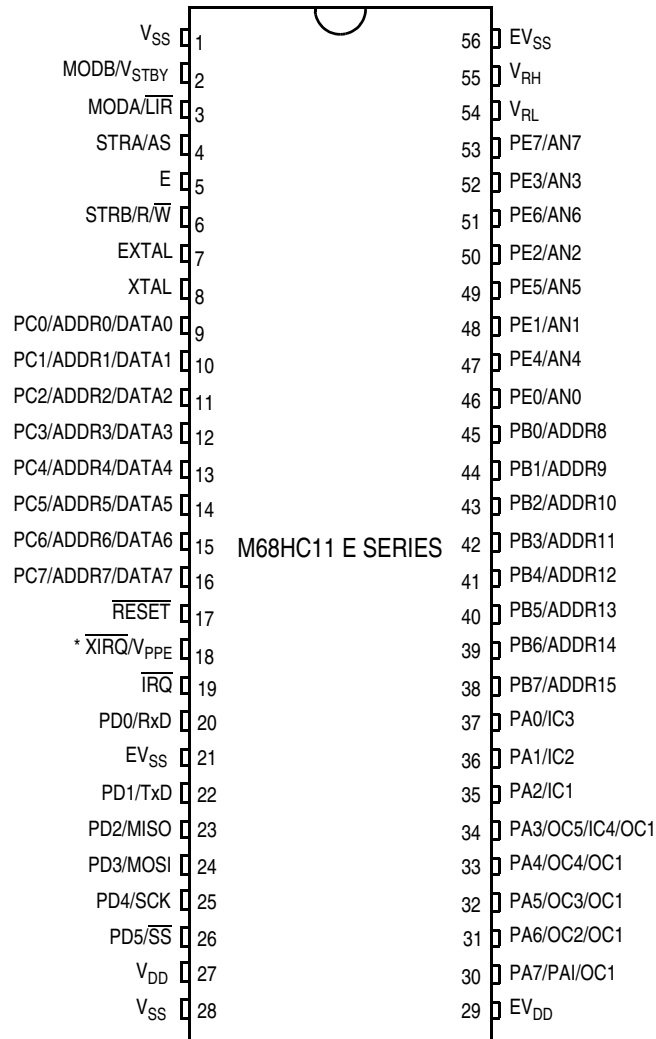 VSS 1
MODB/VSTBY 2
MODA/L̅I̅R̅ 3
STRA/AS 4
E 5
STRB/R/W̅ 6
EXTAL 7
XTAL 8
PC0/ADDR0/DATA0 9
PC1/ADDR1/DATA1 10
PC2/ADDR2/DATA2 11
PC3/ADDR3/DATA3 12
PC4/ADDR4/DATA4 13
PC5/ADDR5/DATA5 14
PC6/ADDR6/DATA6 15
PC7/ADDR7/DATA7 16
R̅E̅S̅E̅T̅ 17
* X̅I̅R̅Q̅/VPPE 18
I̅R̅Q̅ 19
PD0/RxD 20
EVSS 21
PD1/TxD 22
PD2/MISO 23
PD3/MOSI 24
PD4/SCK 25
PD5/S̅S̅ 26
VDD 27
VSS 28
M68HC11 E SERIES
56 EVSS
55 VRH
54 VRL
53 PE7/AN7
52 PE3/AN3
51 PE6/AN6
50 PE2/AN2
49 PE5/AN5
48 PE1/AN1
47 PE4/AN4
46 PE0/AN0
45 PB0/ADDR8
44 PB1/ADDR9
43 PB2/ADDR10
42 PB3/ADDR11
41 PB4/ADDR12
40 PB5/ADDR13
39 PB6/ADDR14
38 PB7/ADDR15
37 PA0/IC3
36 PA1/IC2
35 PA2/IC1
34 PA3/OC5/IC4/OC1
33 PA4/OC4/OC1
32 PA5/OC3/OC1
31 PA6/OC2/OC1
30 PA7/PAI/OC1
29 EVDD